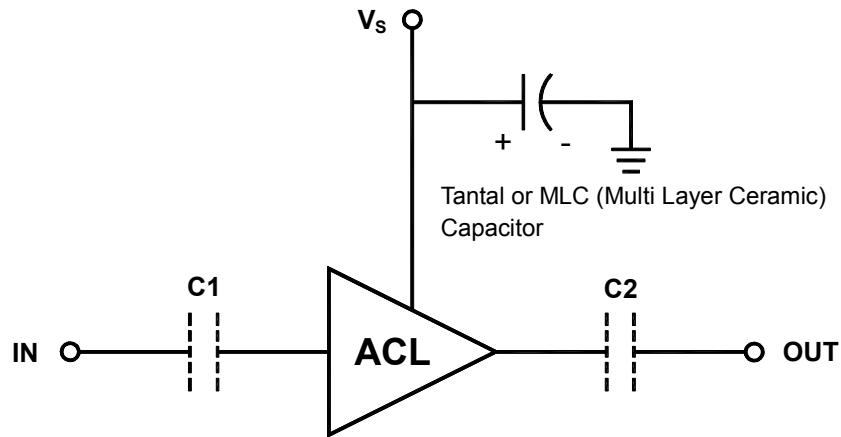 Vs
+ -
Tantal or MLC (Multi Layer Ceramic)
Capacitor
C1
C2
IN
ACL
OUT